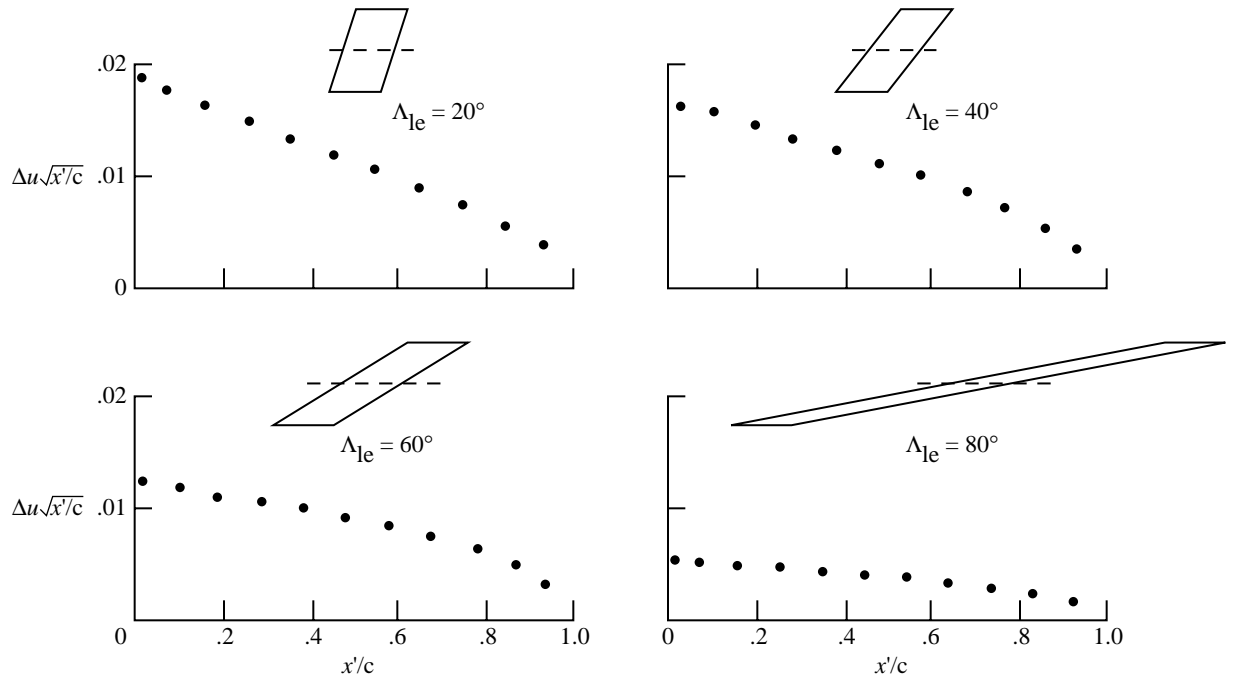 .02
Λle = 20°
Δu√x'/c .01
0
Λle = 40°
.02
Λle = 60°
Δu√x'/c .01
0 .2 .4 .6 .8 1.0
x'/c
Λle = 80°
0 .2 .4 .6 .8 1.0
x'/c